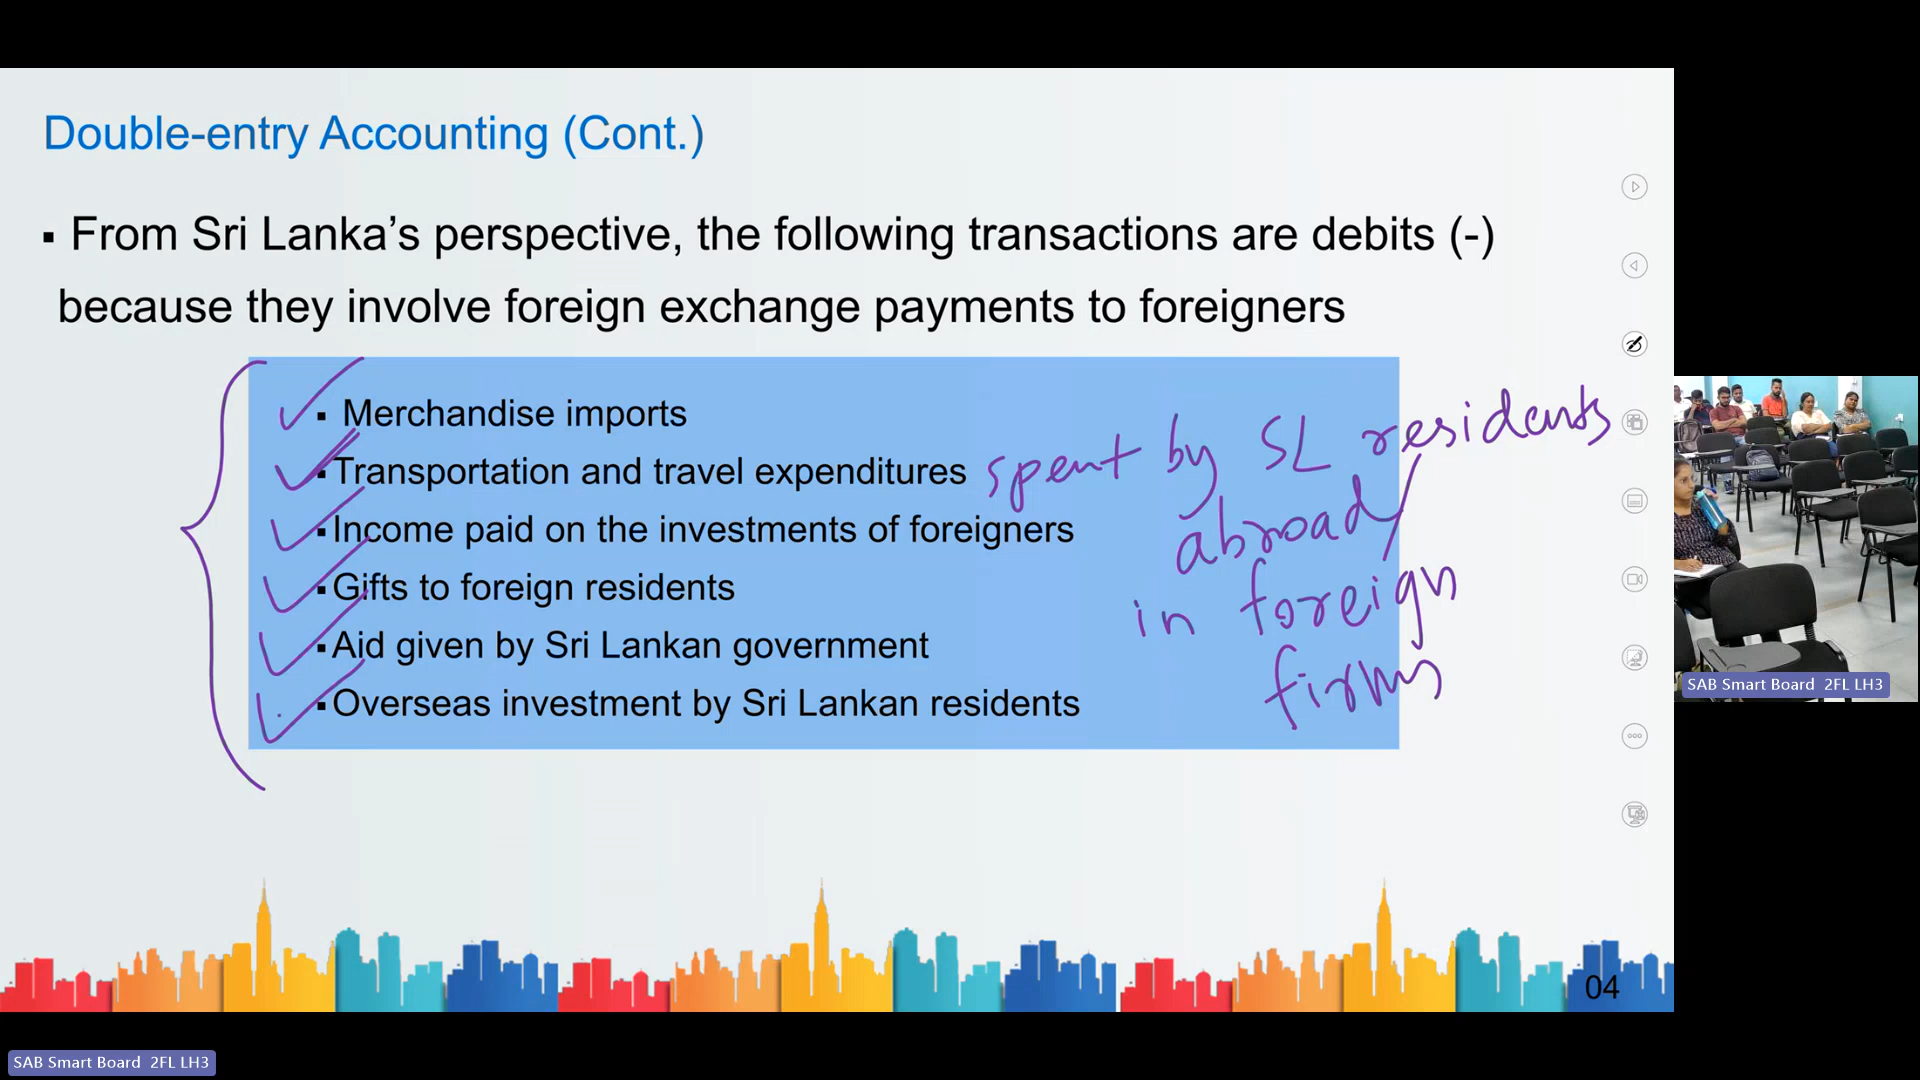 Double-entry Accounting (Cont.)
▪ From Sri Lanka’s perspective, the following transactions are debits (-)
because they involve foreign exchange payments to foreigners
▪ Merchandise imports
▪ Transportation and travel expenditures spent by SL residents
abroad/
▪ Income paid on the investments of foreigners
in foreign
▪ Gifts to foreign residents
▪ Aid given by Sri Lankan government
firms
▪ Overseas investment by Sri Lankan residents
SAB Smart Board 2FL LH3
04
SAB Smart Board 2FL LH3